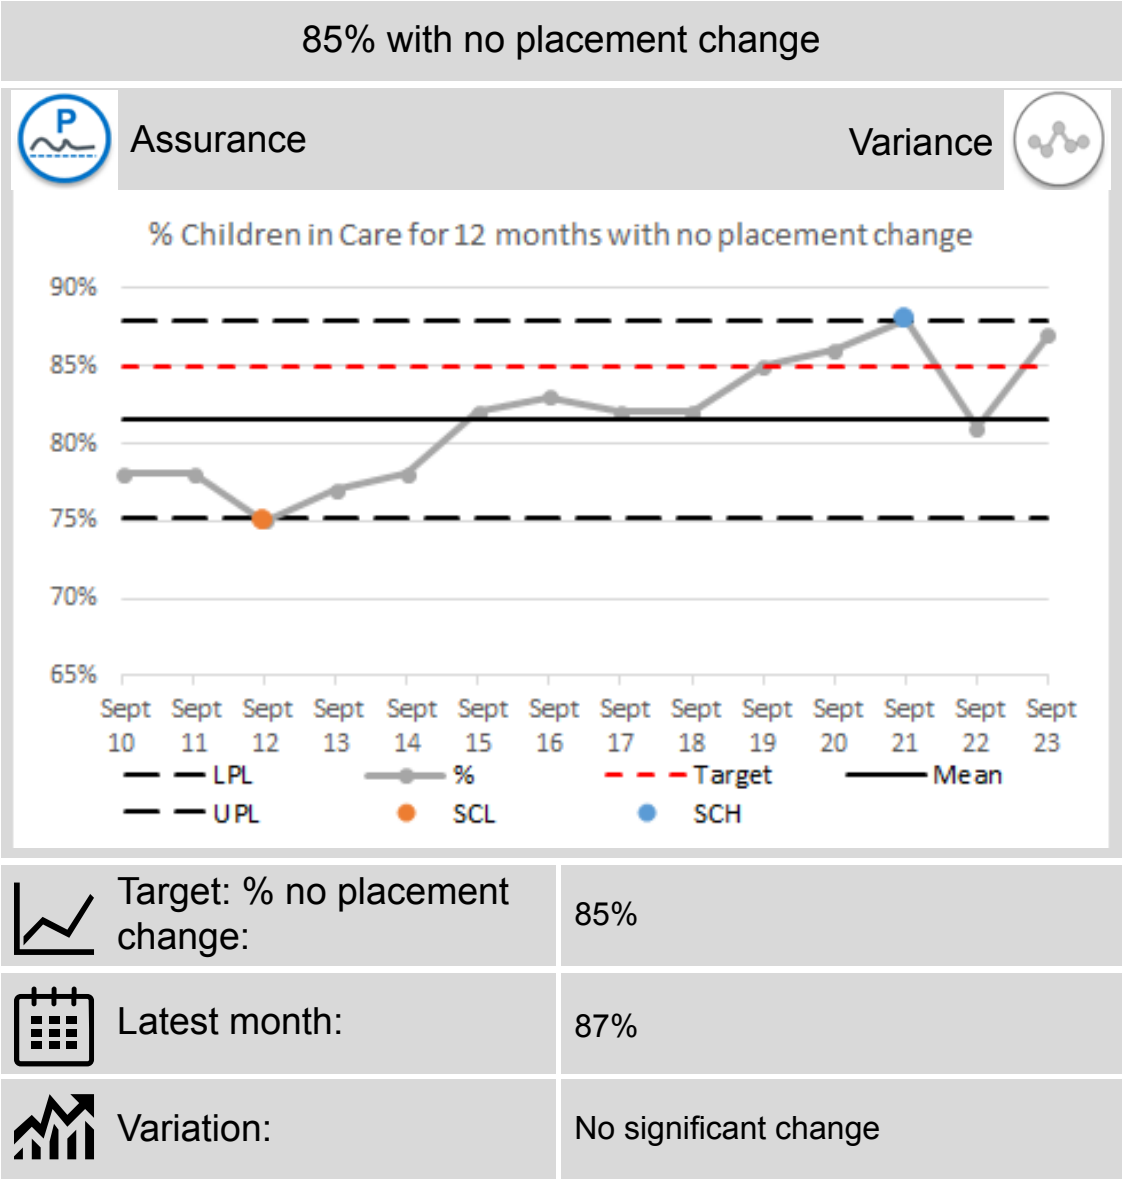 85% with no placement change
P
Assurance
Variance
% Children in Care for 12 months with no placement change
90%
85%
80%
75%
70%
65%
Sept Sept Sept Sept Sept Sept Sept Sept Sept Sept Sept Sept Sept Sept
10 11 12 13 14 15 16 17 18 19 20 21 22 23
LPL % Target Mean
UPL SCL SCH
Target: % no placement
change:
85%
Latest month:
87%
Variation:
No significant change